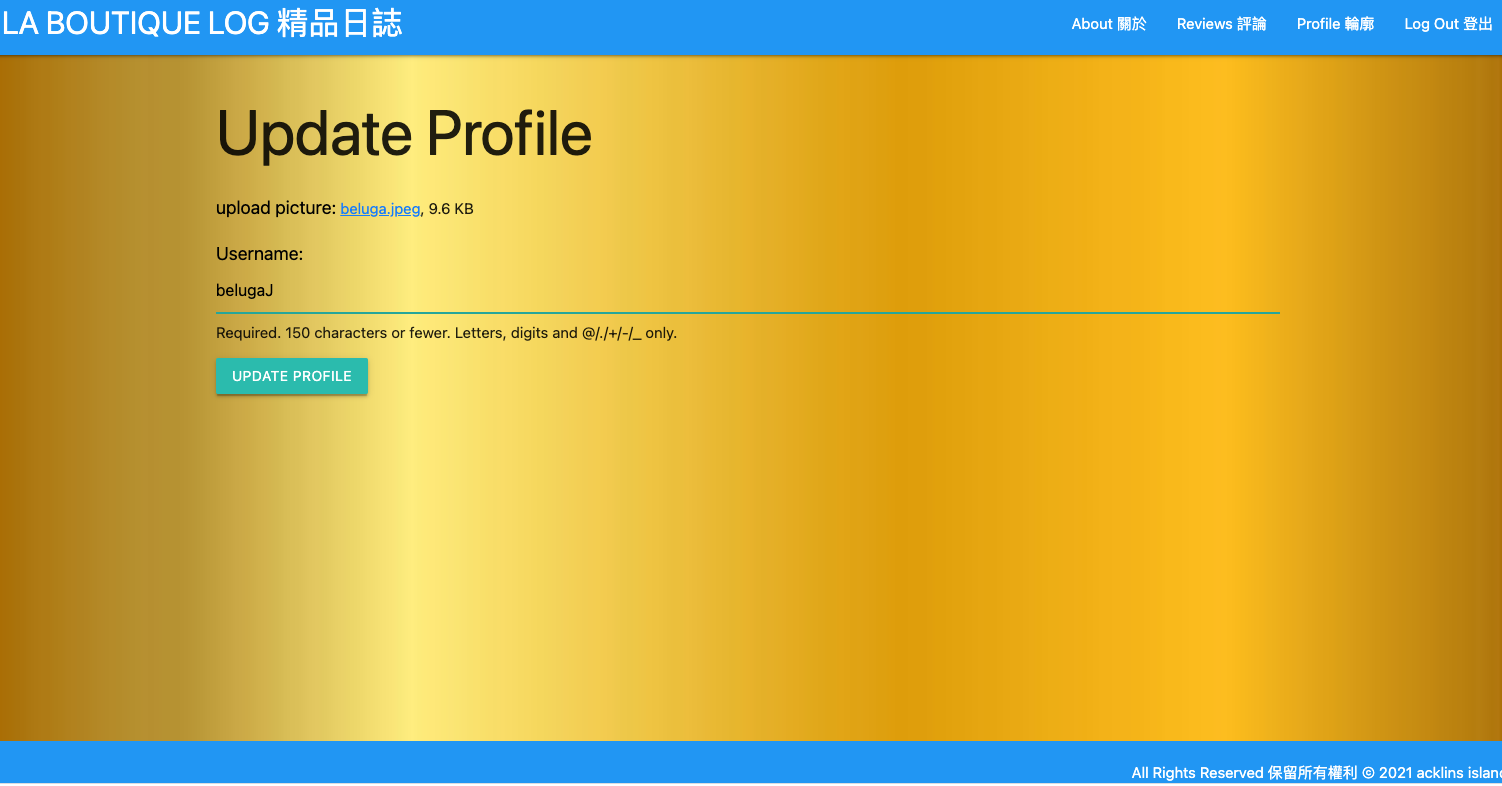 LA BOUTIQUE LOG 精品日誌
About 關於 Reviews 評論 Profile 輪廓 Log Out 登出
Update Profile
upload picture: beluga.jpeg, 9.6 KB
Username:
belugaJ
Required. 150 characters or fewer. Letters, digits and @/./+/-/_ only.
UPDATE PROFILE
All Rights Reserved 保留所有權利 © 2021 acklins islan